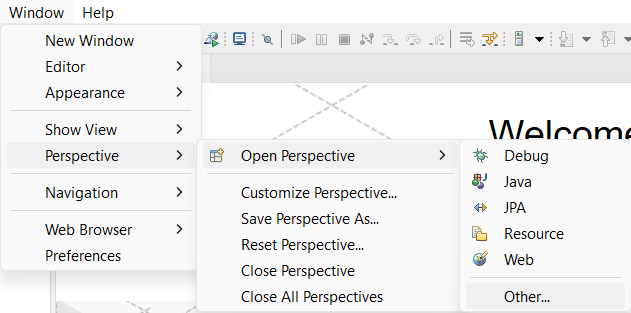 Window Help
New Window
Editor
Appearance
Show View
Perspective
Navigation
Web Browser
Preferences
Open Perspective
Customize Perspective...
Save Perspective As...
Reset Perspective...
Close Perspective
Close All Perspectives
Welcome
Debug
Java
JPA
Resource
Web
Other...